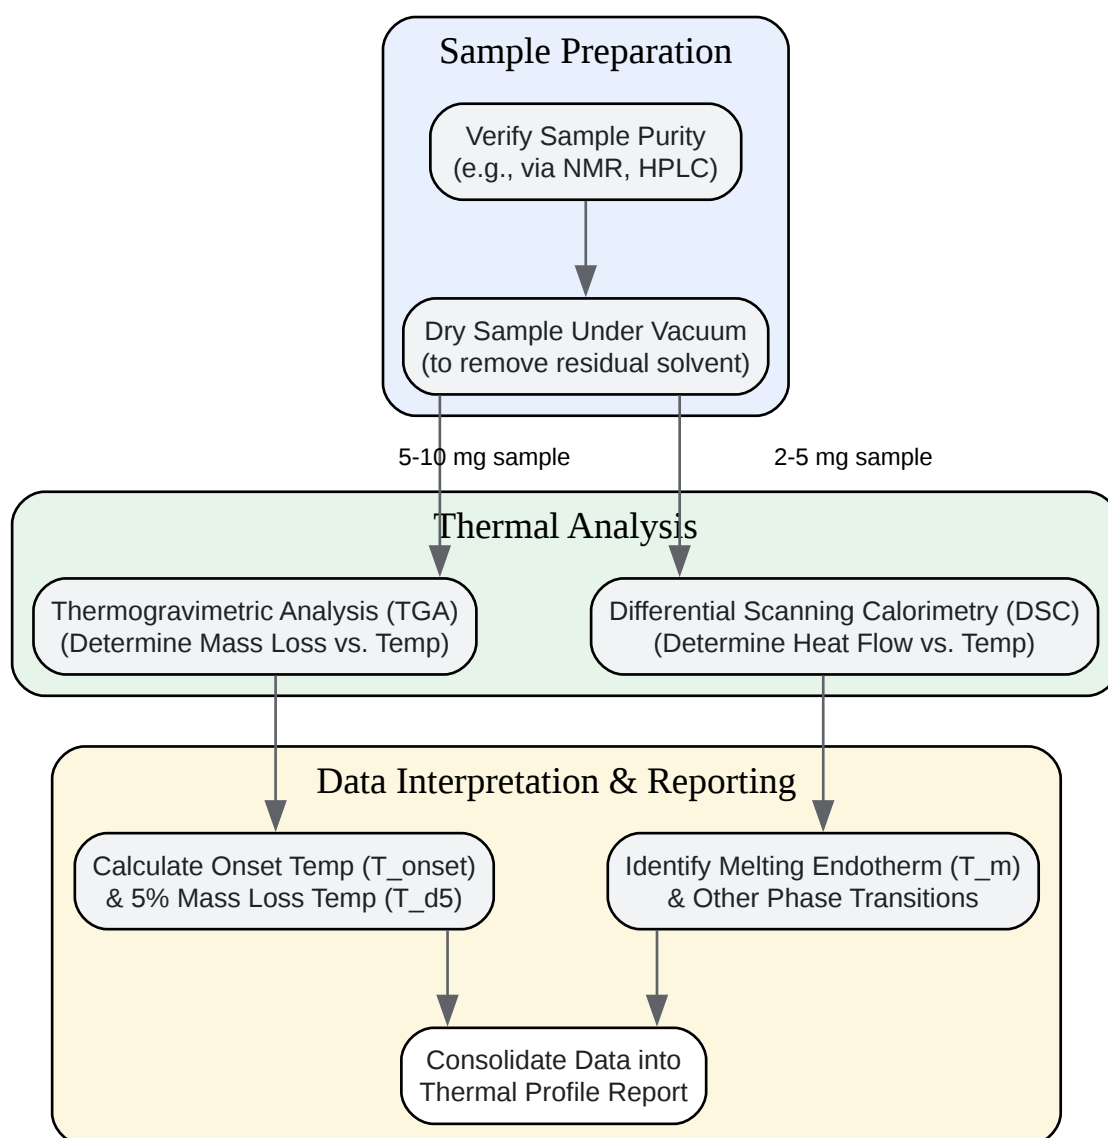 Sample Preparation
Verify Sample Purity
(e.g., via NMR, HPLC)
Dry Sample Under Vacuum
(to remove residual solvent)
5-10 mg sample
2-5 mg sample
Thermal Analysis
Thermogravimetric Analysis (TGA)
(Determine Mass Loss vs. Temp)
Differential Scanning Calorimetry (DSC)
(Determine Heat Flow vs. Temp)
Data Interpretation & Reporting
Calculate Onset Temp (T_onset)
& 5% Mass Loss Temp (T_d5)
Identify Melting Endotherm (T_m)
& Other Phase Transitions
Consolidate Data into
Thermal Profile Report